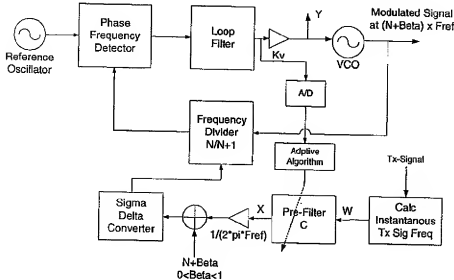 Phase
Frequency
Detector
Loop
Filter
Kv
Y
Modulated Signal
at (N+Beta) x Fref
Reference
Oscillator
VCO
A/D
Frequency
Divider
N/N+1
Adptive
Algorithm
Tx-Signal
Sigma
Delta
Converter
X
1/(2*pi*Fref)
Pre-Filter
C
W
Calc
Instantanous
Tx Sig Freq
N+Beta
0<Beta<1